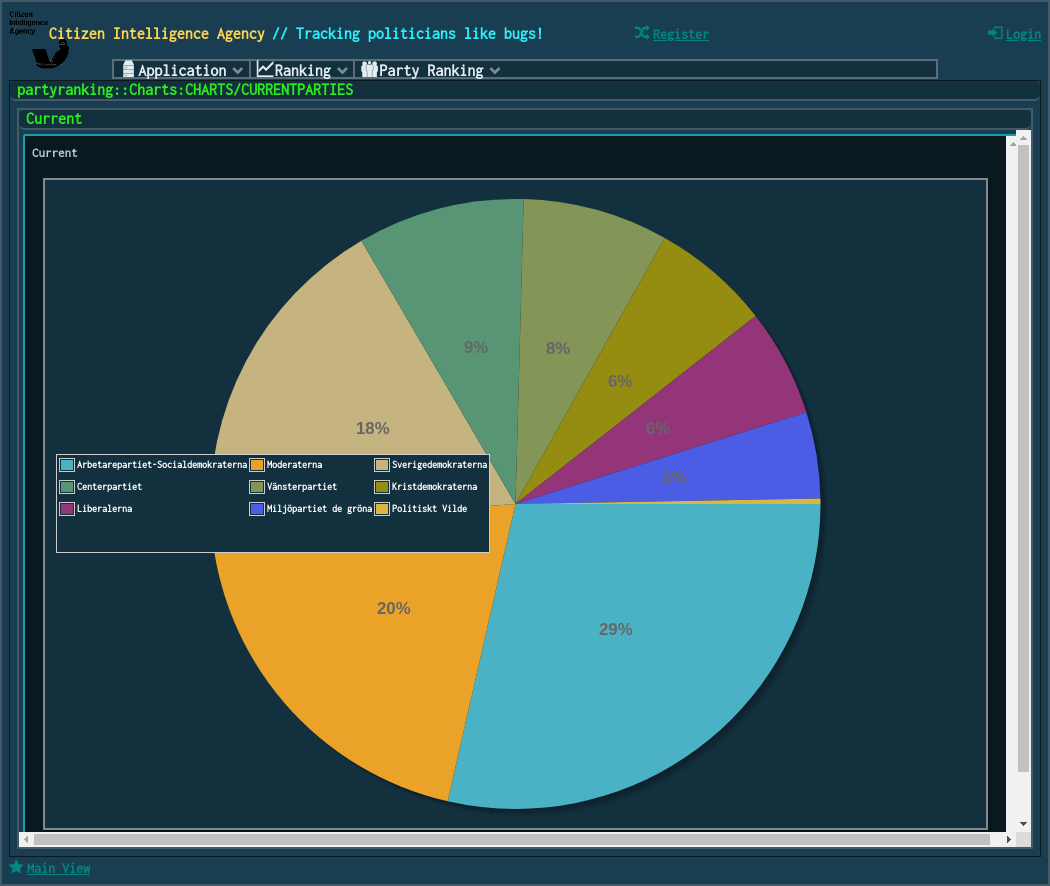 Citizen
Intelligence
Agency
Citizen Intelligence Agency // Tracking politicians like bugs!
Register
Login
Application
Ranking
Party Ranking
partyranking::Charts:CHARTS/CURRENTPARTIES
Current
Current
9%
8%
6%
18%
6%
5%
Arbetarepartiet-Socialdemokraterna
Moderaterna
Sverigedemokraterna
Centerpartiet
Vänsterpartiet
Kristdemokraterna
Liberalerna
Miljöpartiet de gröna
Politiskt Vilde
20%
29%
Main View